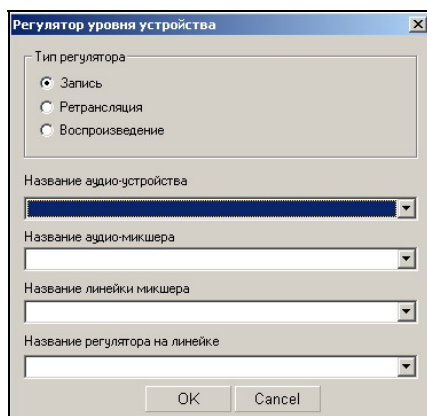 Регулятор уровня устройства
Тип регулятора
Запись
Ретрансляция
Воспроизведение
Название аудио-устройства
Название аудио-микшера
Название линейки микшера
Название регулятора на линейке
OK Cancel